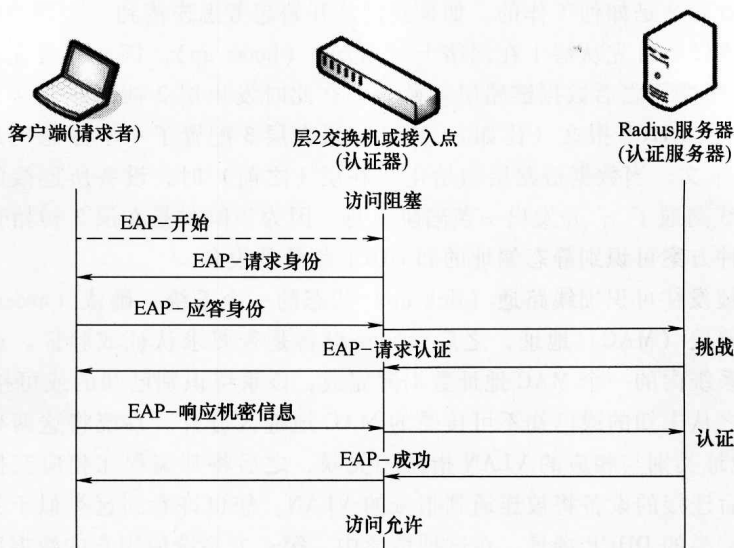 客户端(请求者)
层2交换机或接入点
(认证器)
Radius服务器
(认证服务器)
访问阻塞
EAP-开始
EAP-请求身份
EAP-应答身份
EAP-请求认证
挑战
EAP-响应机密信息
认证
EAP-成功
访问允许